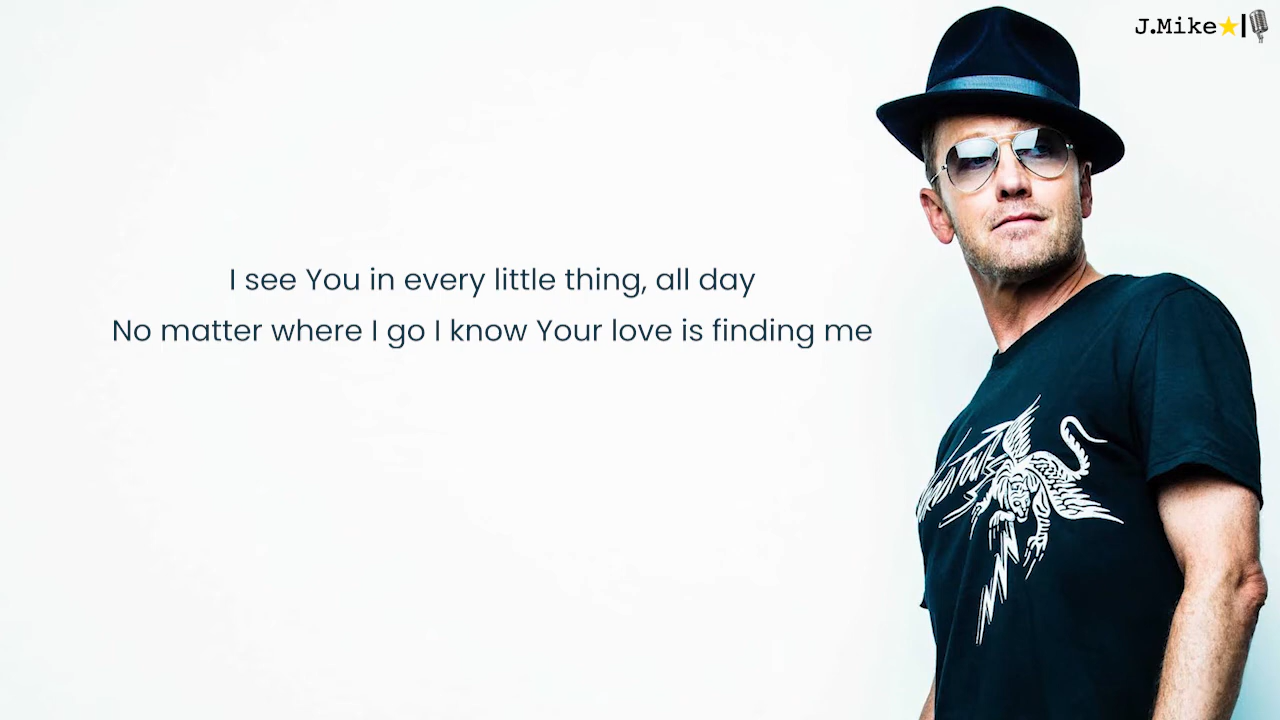 J.Mike
I see You in every little thing, all day
No matter where I go I know Your love is finding me